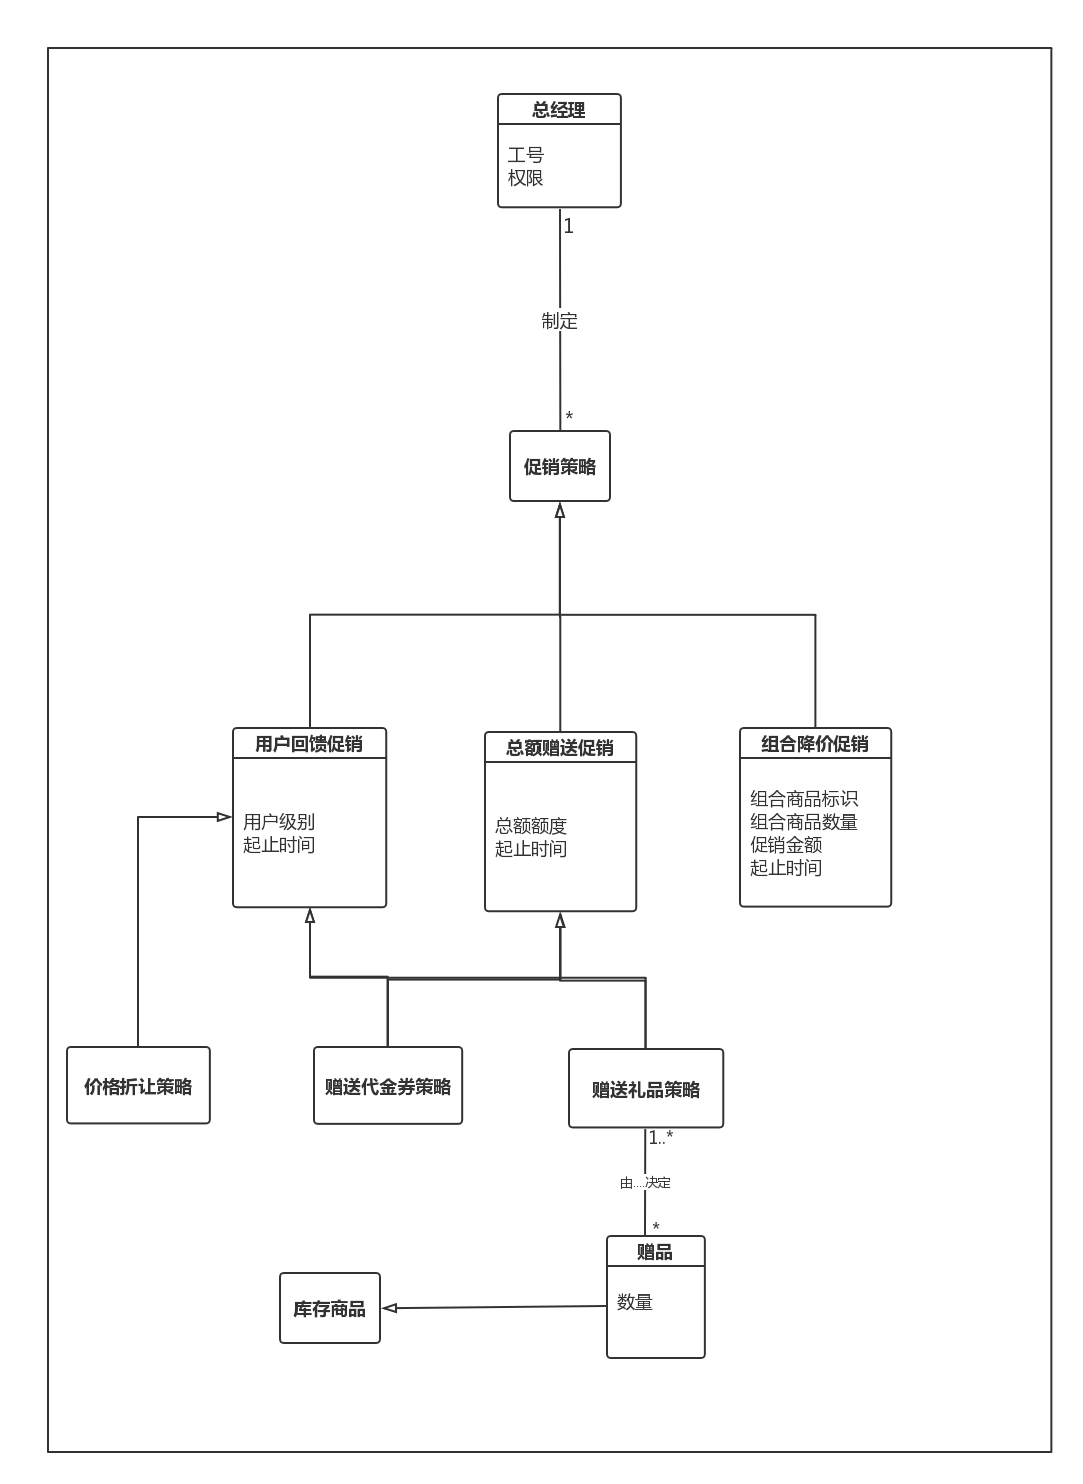 总经理
工号
权限
1
制定
*
促销策略
用户回馈促销
用户级别
起止时间
总额赠送促销
总额额度
起止时间
组合降价促销
组合商品标识
组合商品数量
促销金额
起止时间
价格折让策略
赠送代金券策略
赠送礼品策略
1..*
由....决定
*
赠品
数量
库存商品